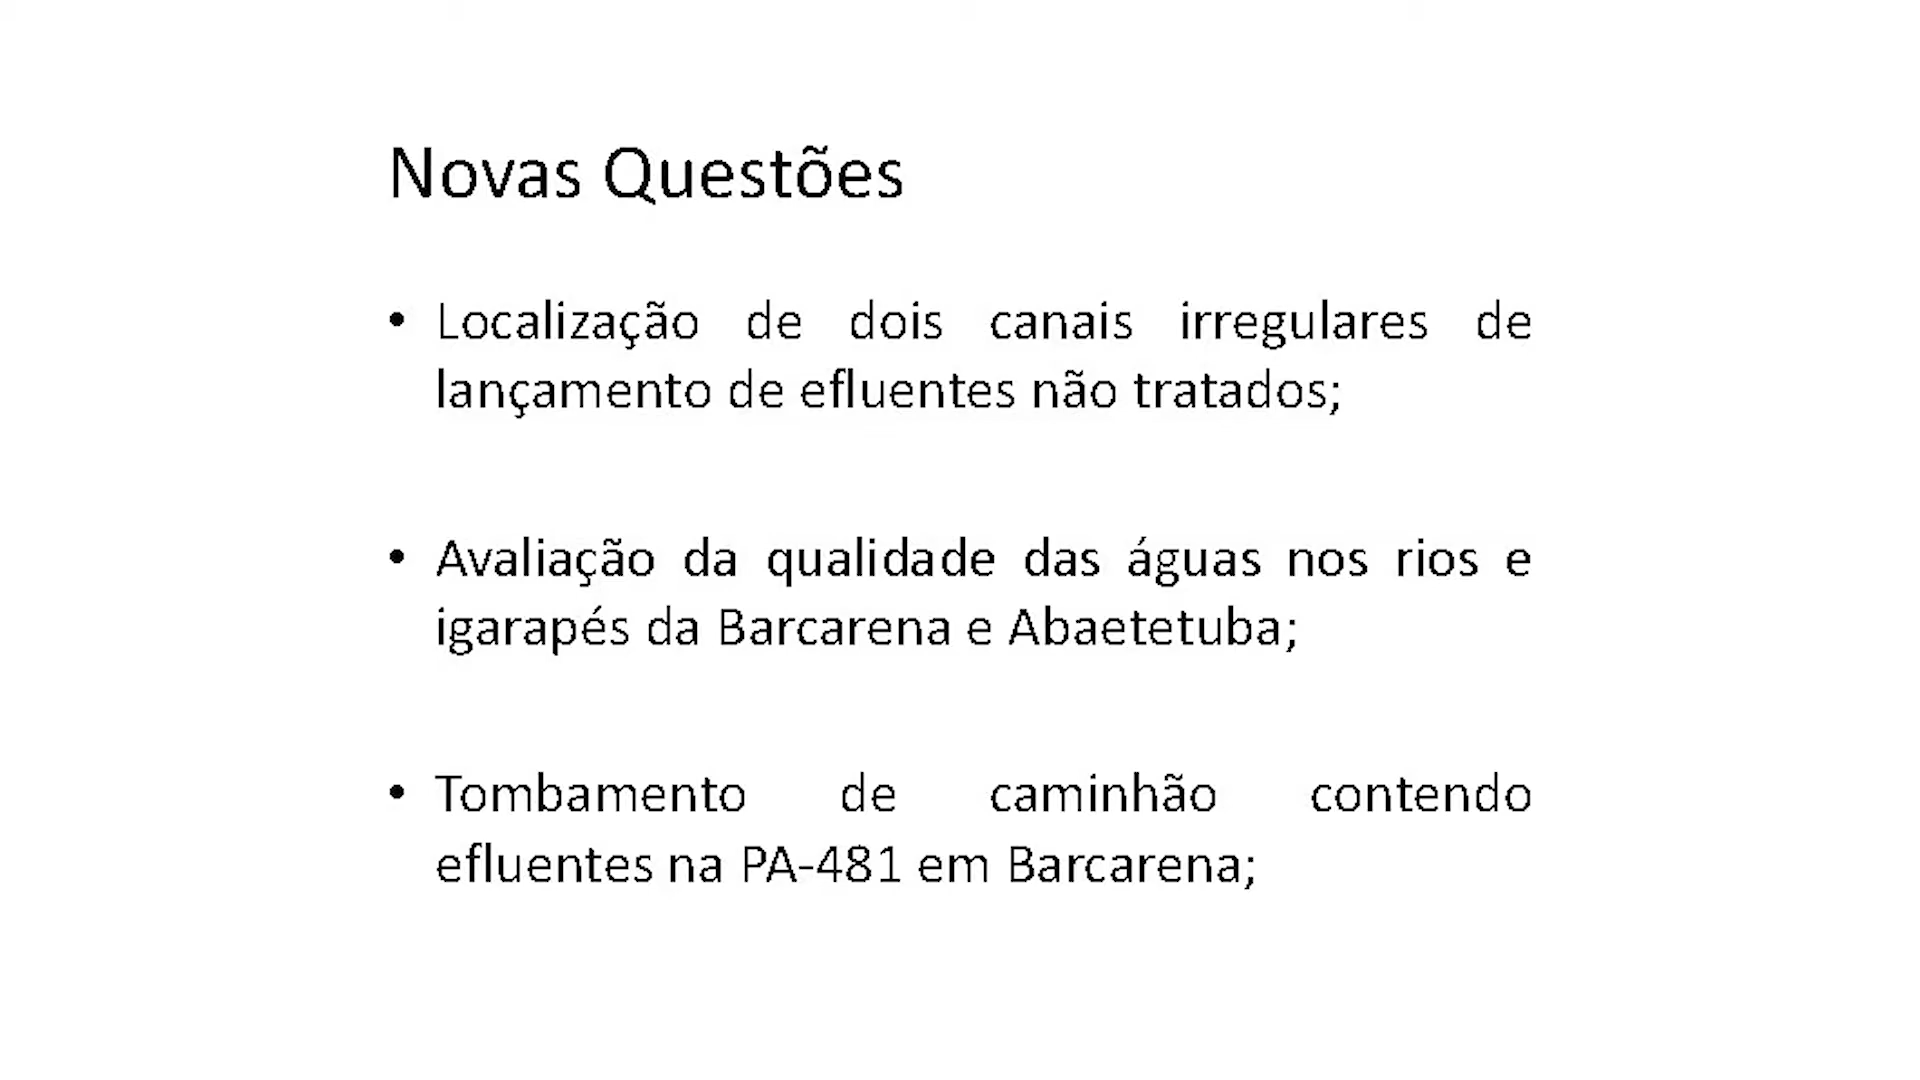 Novas Questões
• Localização de dois canais irregulares de
lançamento de efluentes não tratados;
• Avaliação da qualidade das águas nos rios e
igarapés da Barcarena e Abaetetuba;
• Tombamento de caminhão contendo
efluentes na PA-481 em Barcarena;